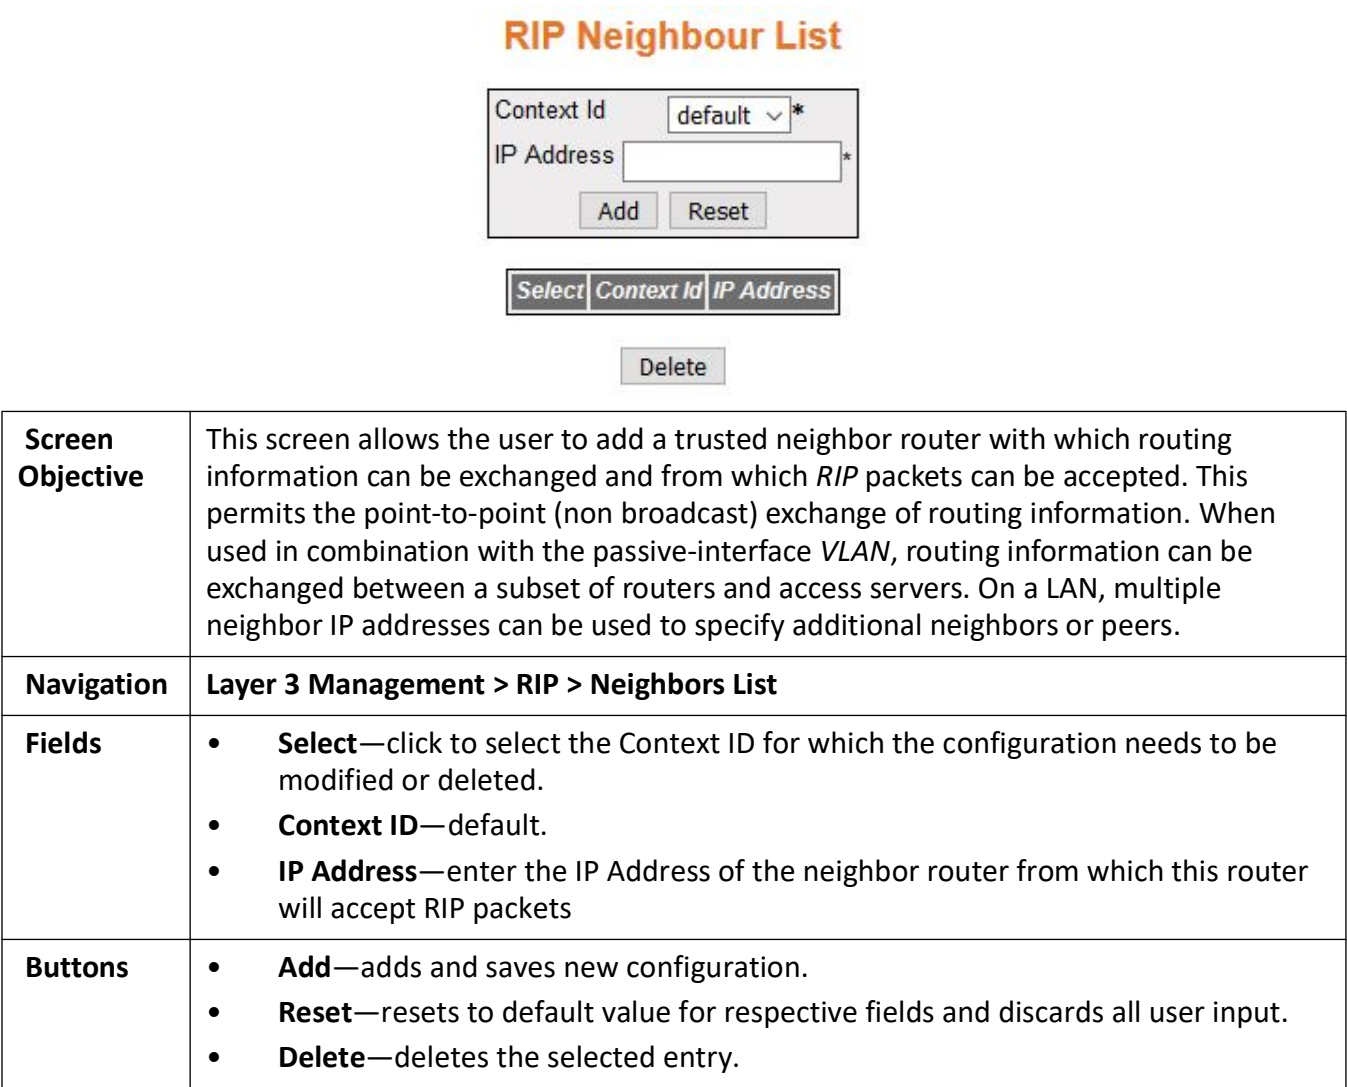 RIP Neighbour List
Context Id default *
IP Address *
Add Reset
Select Context Id IP Address
Delete
Screen Objective
This screen allows the user to add a trusted neighbor router with which routing
information can be exchanged and from which RIP packets can be accepted. This
permits the point-to-point (non broadcast) exchange of routing information. When
used in combination with the passive-interface VLAN, routing information can be
exchanged between a subset of routers and access servers. On a LAN, multiple
neighbor IP addresses can be used to specify additional neighbors or peers.
Navigation Layer 3 Management > RIP > Neighbors List
Fields
• Select—click to select the Context ID for which the configuration needs to be
modified or deleted.
• Context ID—default.
• IP Address—enter the IP Address of the neighbor router from which this router
will accept RIP packets
Buttons
• Add—adds and saves new configuration.
• Reset—resets to default value for respective fields and discards all user input.
• Delete—deletes the selected entry.